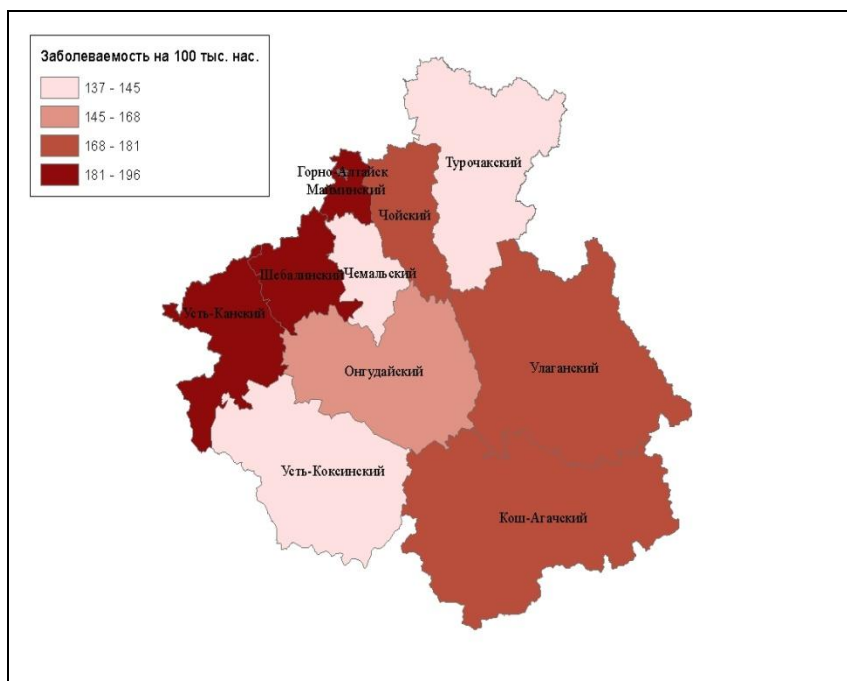 Заболеваемость на 100 тыс. нас.
137 - 145
145 - 168
168 - 181
181 - 196
Турочакский
Горно-Алтайск
Майминский
Чойский
Шебалинский
Чемальский
Усть-Канский
Онгудайский
Улаганский
Усть-Коксинский
Кош-Агачский